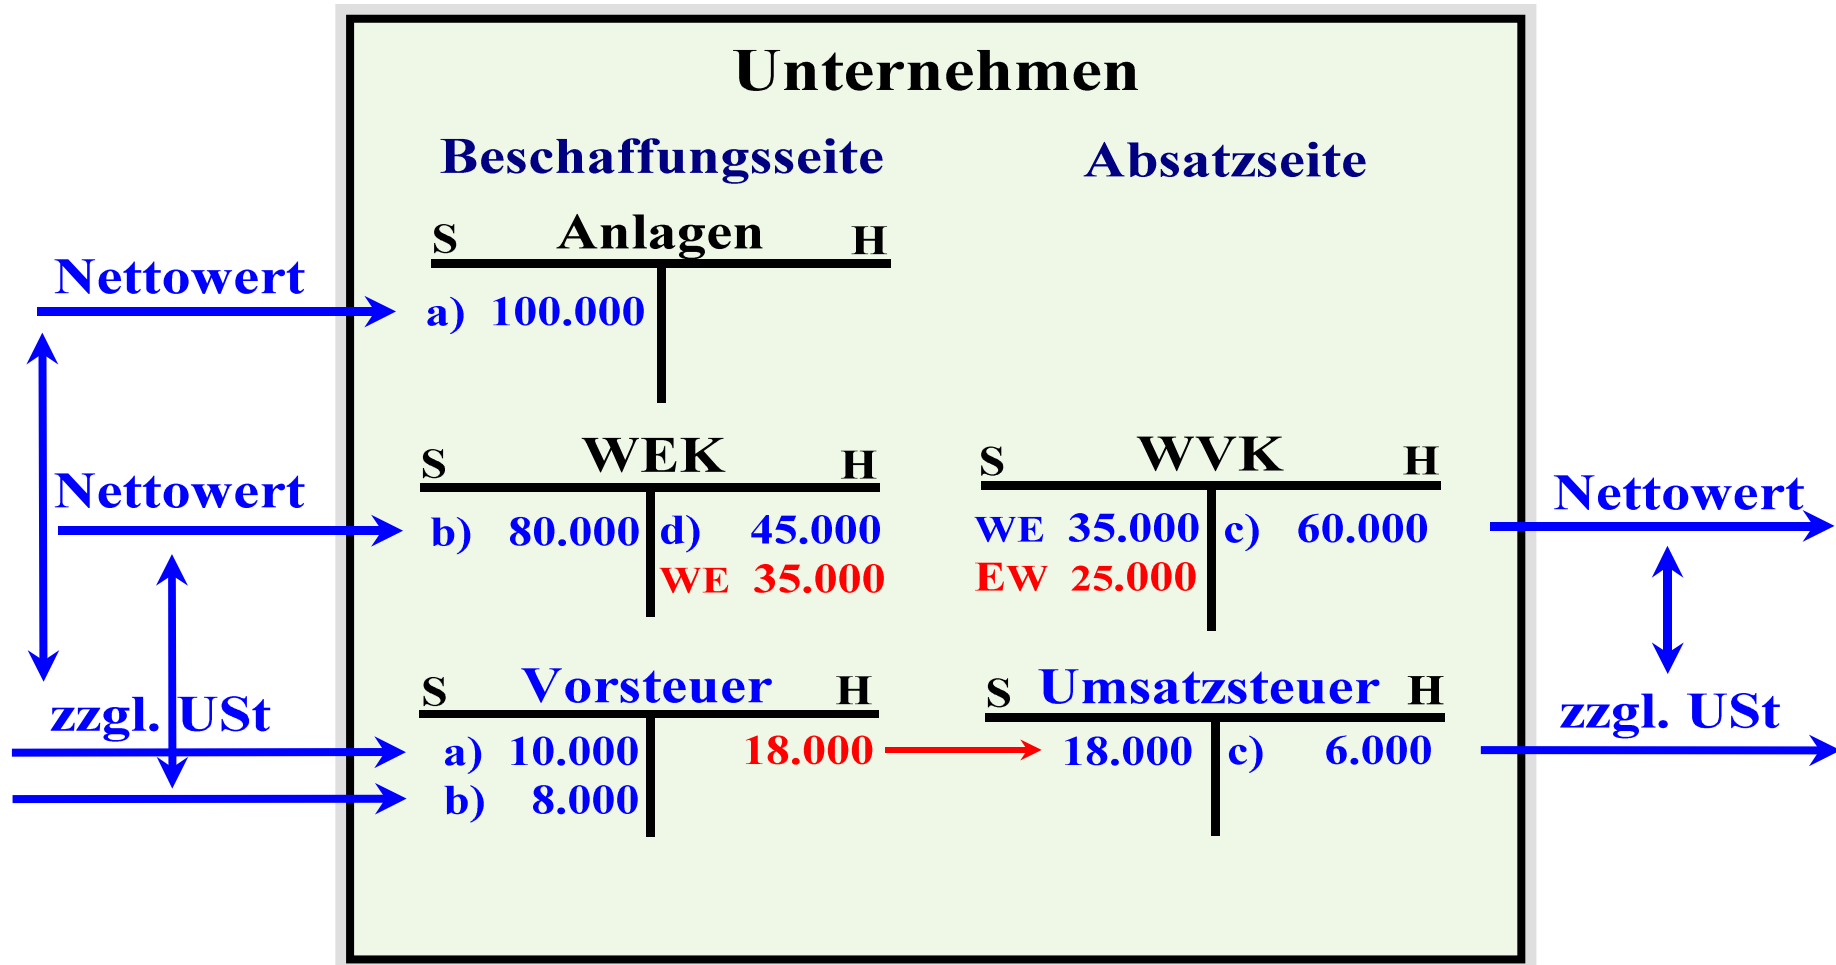 Unternehmen
Beschaffungsseite Absatzseite
S Anlagen H
Nettowert
a) 100.000
S WEK H S WVK H
Nettowert Nettowert
b) 80.000 d) 45.000 WE 35.000 c) 60.000
WE 35.000 EW 25.000
S Vorsteuer H S Umsatzsteuer H
zzgl. USt zzgl. USt
a) 10.000 18.000 18.000 c) 6.000
b) 8.000